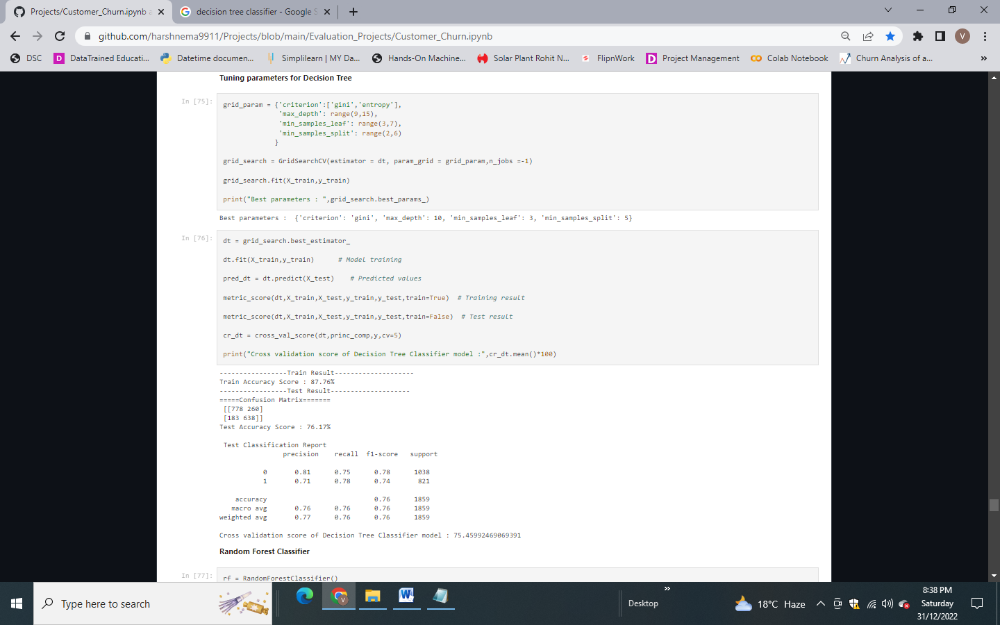 Projects/Customer_Churn.ipynb a
decision tree classifier - Google S
github.com/harshnema9911/Projects/blob/main/Evaluation_Projects/Customer_Churn.ipynb
V
DSC
D DataTrained Educati...
Datetime documen...
Simplilearn | MY Da...
Hands-On Machine...
Solar Plant Rohit N...
FlipnWork
D Project Management
Colab Notebook
Churn Analysis of a...
Tuning parameters for Decision Tree
In [75]:
grid_param = {'criterion':['gini','entropy'],
'max_depth': range(9,15),
'min_samples_leaf': range(3,7),
'min_samples_split': range(2,6)
}
grid_search = GridSearchCV(estimator = dt, param_grid = grid_param,n_jobs =-1)
grid_search.fit(X_train,y_train)
print("Best parameters : ",grid_search.best_params_)
Best parameters :  {'criterion': 'gini', 'max_depth': 10, 'min_samples_leaf': 3, 'min_samples_split': 5}
In [76]:
dt = grid_search.best_estimator_
dt.fit(X_train,y_train)      # Model training
pred_dt = dt.predict(X_test)    # Predicted values
metric_score(dt,X_train,X_test,y_train,y_test,train=True)  # Training result
metric_score(dt,X_train,X_test,y_train,y_test,train=False)  # Test result
cr_dt = cross_val_score(dt,princ_comp,y,cv=5)
print("Cross validation score of Decision Tree Classifier model :",cr_dt.mean()*100)
-----------------Train Result--------------------
Train Accuracy Score : 87.76%
-----------------Test Result--------------------
=====Confusion Matrix=======
[[778 260]
[183 638]]
Test Accuracy Score : 76.17%
Test Classification Report
precision    recall  f1-score   support
0       0.81      0.75      0.78      1038
1       0.71      0.78      0.74       821
accuracy                           0.76      1859
macro avg       0.76      0.76      0.76      1859
weighted avg       0.77      0.76      0.76      1859
Cross validation score of Decision Tree Classifier model : 75.45992469069391
Random Forest Classifier
In [77]:
rf = RandomForestClassifier()
Type here to search
V
W
Desktop
18°C Haze
8:38 PM
Saturday
31/12/2022